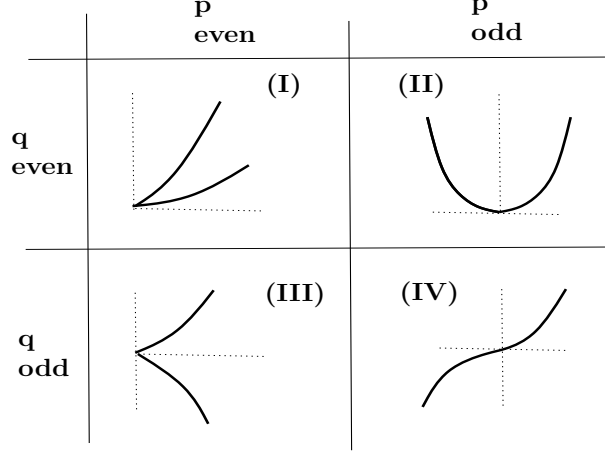 p
even
p
odd
(I)
(II)
q
even
(III)
(IV)
q
odd